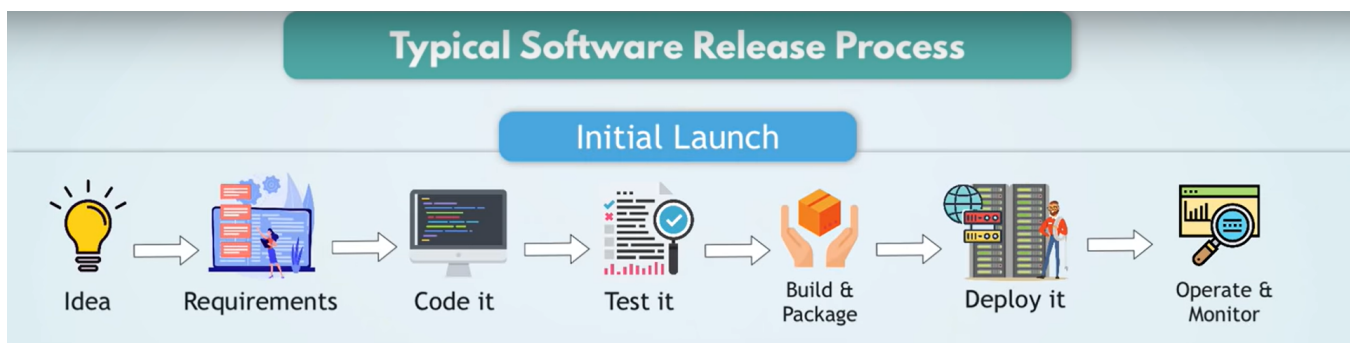 Typical Software Release Process
Initial Launch
Idea
Requirements
Code it
Test it
Build &
Package
Deploy it
Operate &
Monitor